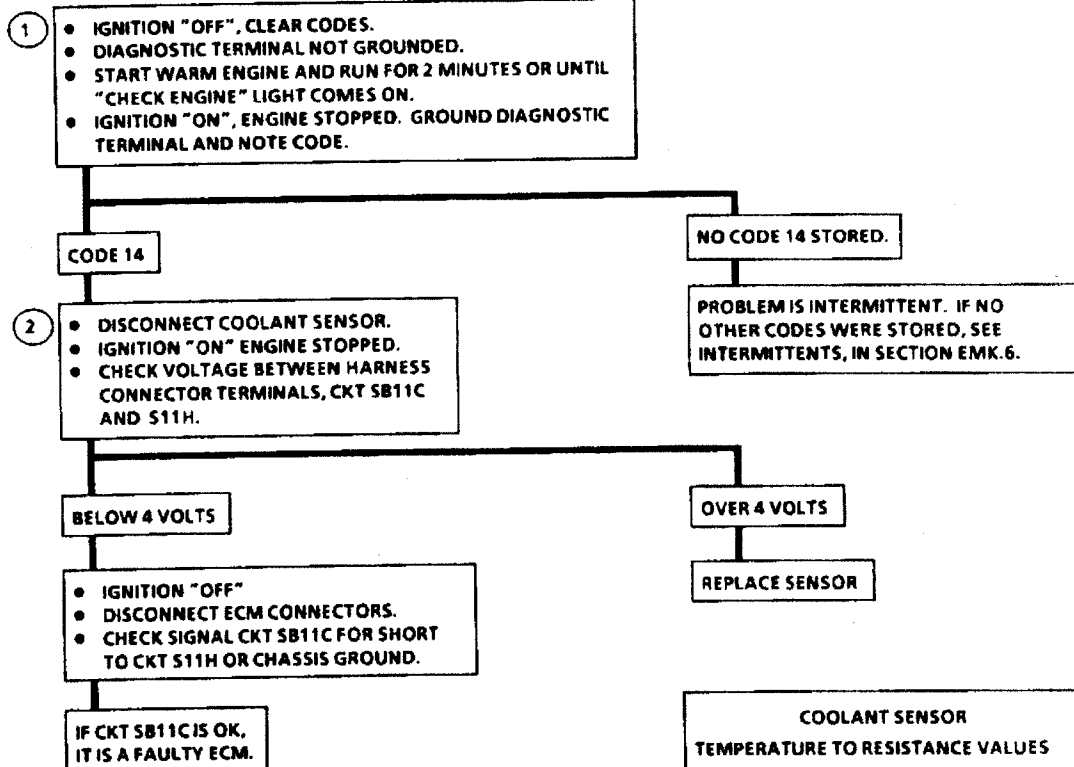 1
• IGNITION "OFF", CLEAR CODES.
• DIAGNOSTIC TERMINAL NOT GROUNDED.
• START WARM ENGINE AND RUN FOR 2 MINUTES OR UNTIL
"CHECK ENGINE" LIGHT COMES ON.
• IGNITION "ON", ENGINE STOPPED. GROUND DIAGNOSTIC
TERMINAL AND NOTE CODE.
CODE 14
NO CODE 14 STORED.
PROBLEM IS INTERMITTENT. IF NO
OTHER CODES WERE STORED, SEE
INTERMITTENTS, IN SECTION EMK.6.
2
• DISCONNECT COOLANT SENSOR.
• IGNITION "ON" ENGINE STOPPED.
• CHECK VOLTAGE BETWEEN HARNESS
CONNECTOR TERMINALS, CKT SB11C
AND S11H.
BELOW 4 VOLTS
OVER 4 VOLTS
REPLACE SENSOR
• IGNITION "OFF"
• DISCONNECT ECM CONNECTORS.
• CHECK SIGNAL CKT SB11C FOR SHORT
TO CKT S11H OR CHASSIS GROUND.
IF CKT SB11C IS OK,
IT IS A FAULTY ECM.
COOLANT SENSOR
TEMPERATURE TO RESISTANCE VALUES